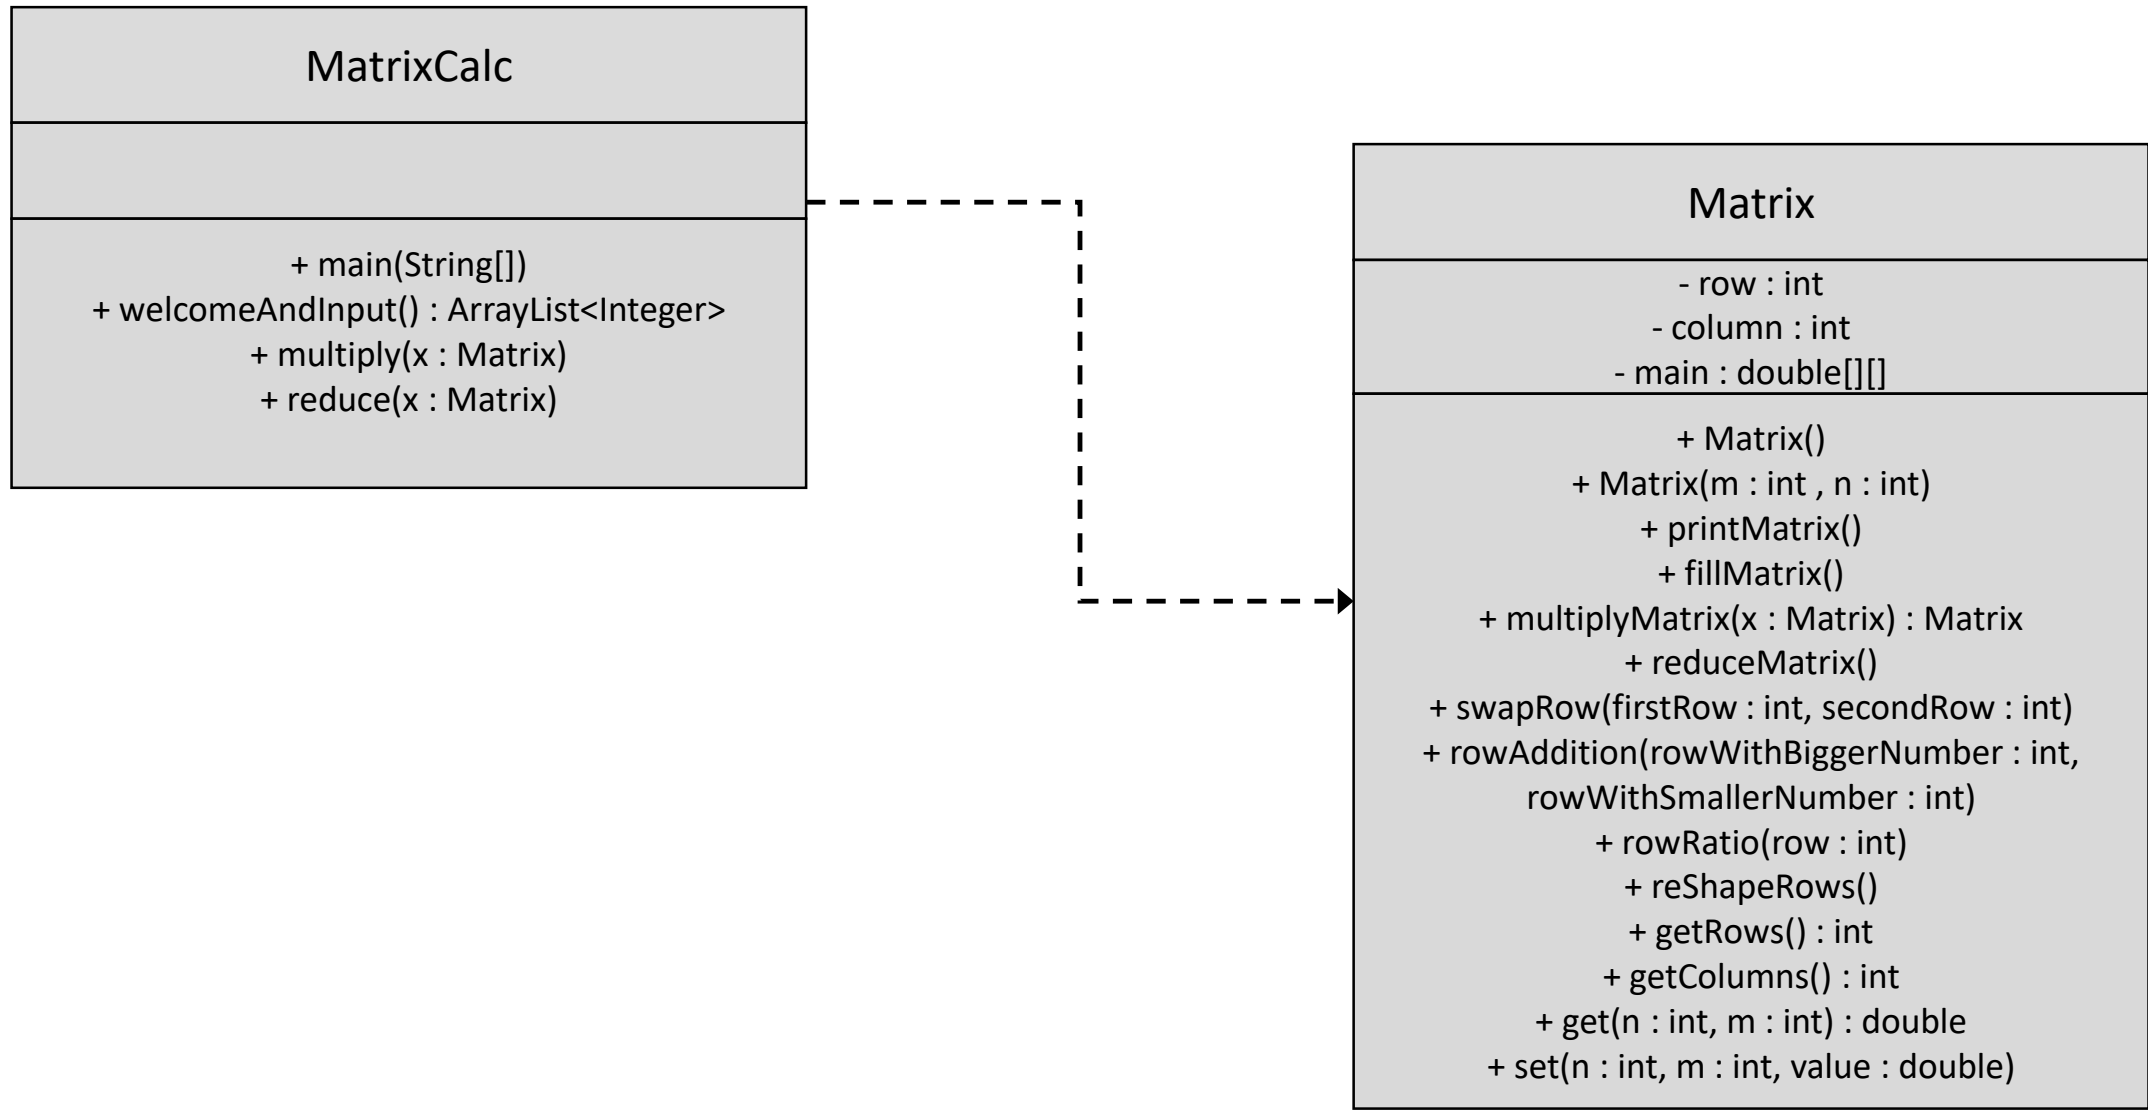 MatrixCalc
+ main(String[])
+ welcomeAndInput() : ArrayList<Integer>
+ multiply(x : Matrix)
+ reduce(x : Matrix)
Matrix
- row : int
- column : int
- main : double[][]
+ Matrix()
+ Matrix(m : int , n : int)
+ printMatrix()
+ fillMatrix()
+ multiplyMatrix(x : Matrix) : Matrix
+ reduceMatrix()
+ swapRow(firstRow : int, secondRow : int)
+ rowAddition(rowWithBiggerNumber : int,
rowWithSmallerNumber : int)
+ rowRatio(row : int)
+ reShapeRows()
+ getRows() : int
+ getColumns() : int
+ get(n : int, m : int) : double
+ set(n : int, m : int, value : double)